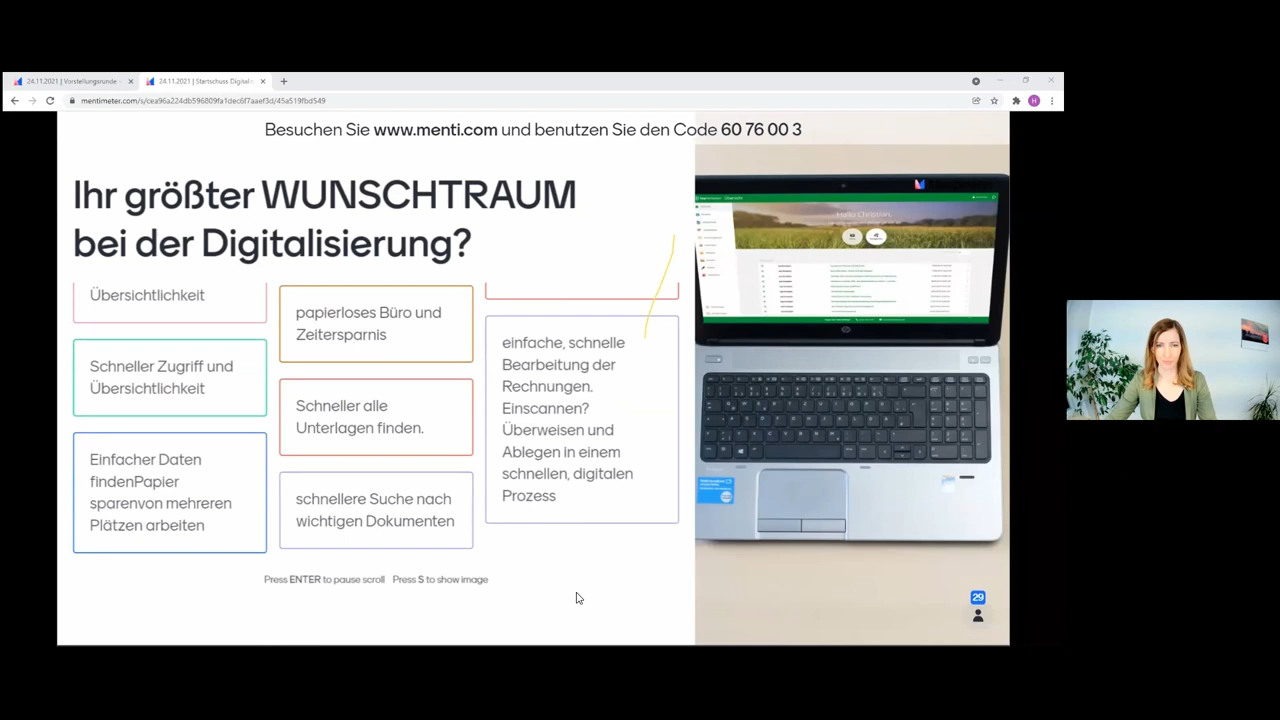 24.11.2021 | Vorstellungsrunde -
24.11.2021 | Startschuss Digital
mentimeter.com/s/cea96a224db596809fa1dec6f7aaef3d/45a519fbd549
H
Besuchen Sie www.menti.com und benutzen Sie den Code 60 76 00 3
Ihr größter WUNSCHTRAUM
bei der Digitalisierung?
Übersichtlichkeit
Schneller Zugriff und
Übersichtlichkeit
Einfacher Daten
findenPapier
sparenvon mehreren
Plätzen arbeiten
papierloses Büro und
Zeitersparnis
Schneller alle
Unterlagen finden.
schnellere Suche nach
wichtigen Dokumenten
einfache, schnelle
Bearbeitung der
Rechnungen.
Einscannen?
Überweisen und
Ablegen in einem
schnellen, digitalen
Prozess
Hallo Christian,
hp
Press ENTER to pause scroll Press S to show image
29